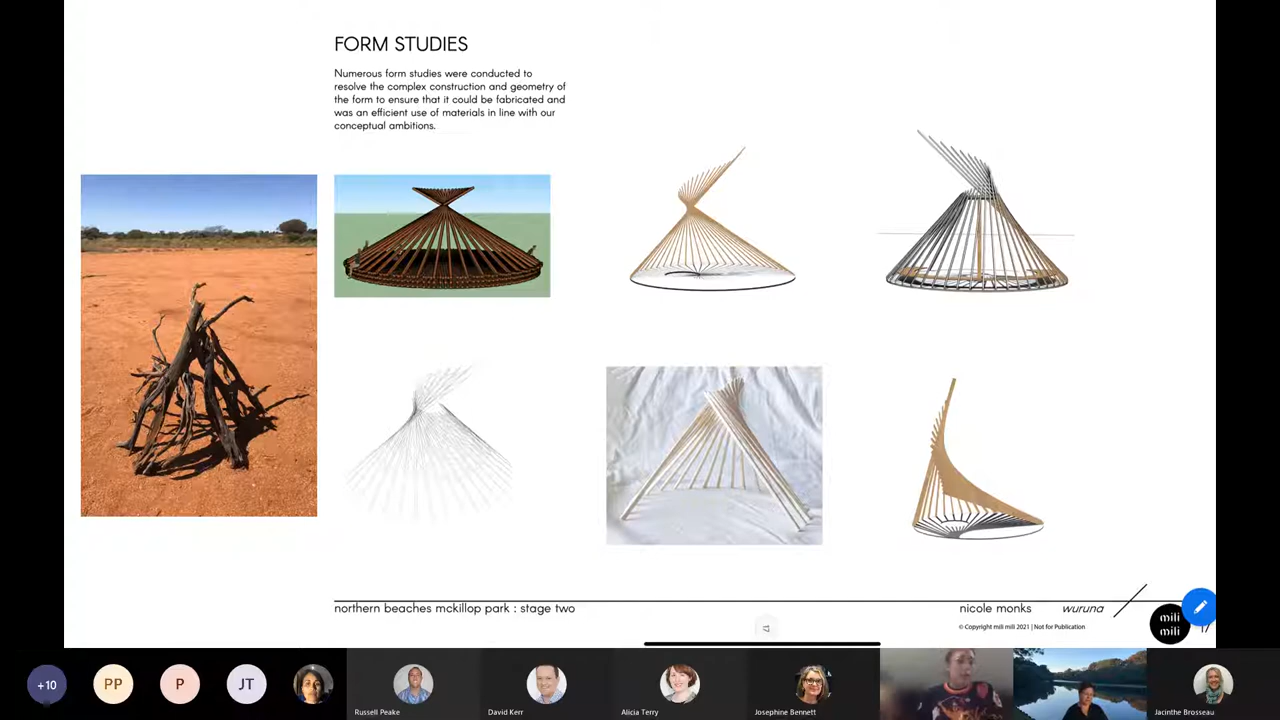 FORM STUDIES
Numerous form studies were conducted to
resolve the complex construction and geometry of
the form to ensure that it could be fabricated and
was an efficient use of materials in line with our
conceptual ambitions.
northern beaches mckillop park : stage two
nicole monks
wuruna
© Copyright mili mili 2021 | Not for Publication
mili
mili
17
17
+10
PP
P
JT
Russell Peake
David Kerr
Alicia Terry
Josephine Bennett
Jacinthe Brosseau